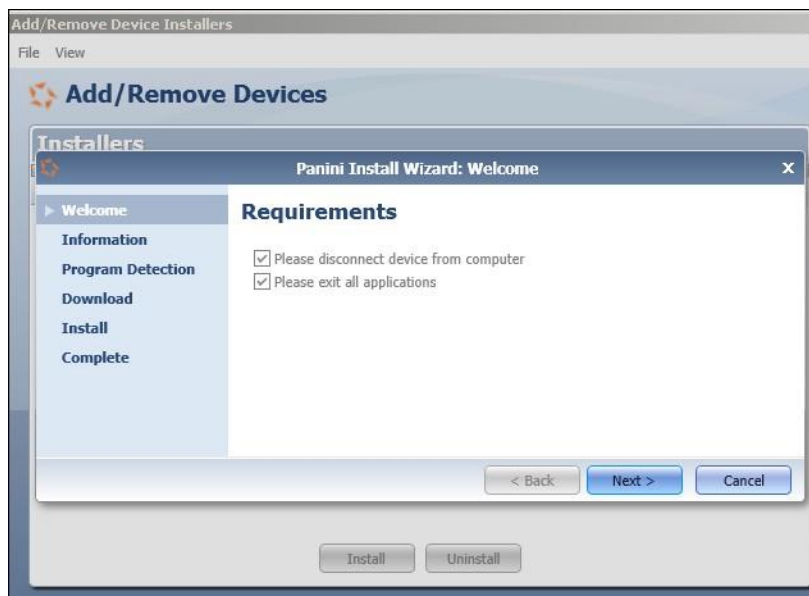 Add/Remove Device Installers
File View
Add/Remove Devices
Installers
Panini Install Wizard: Welcome x
Welcome
Information
Program Detection
Download
Install
Complete
Requirements
Please disconnect device from computer
Please exit all applications
< Back Next > Cancel
Install Uninstall